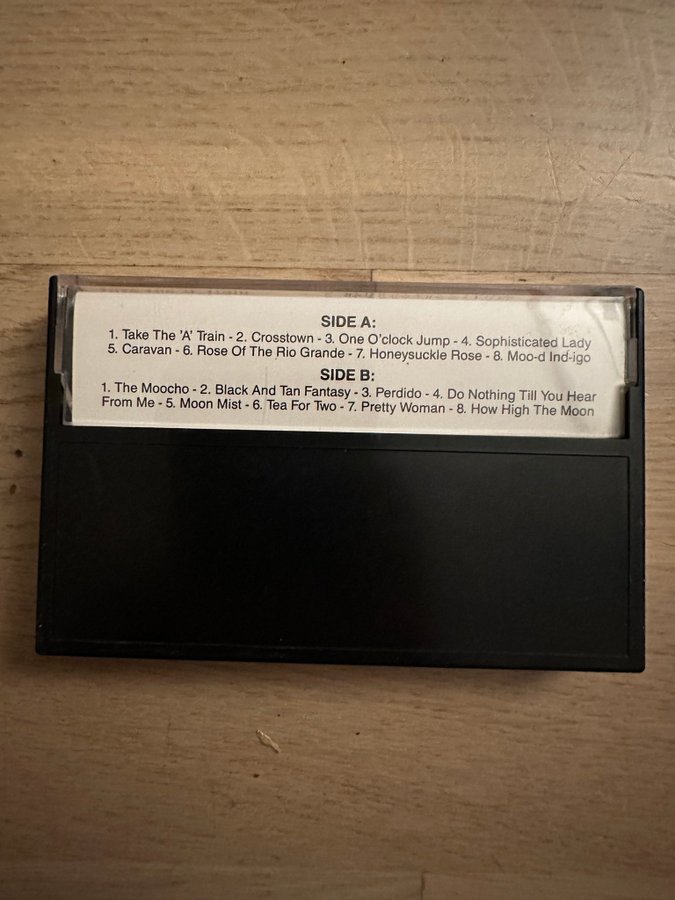 SIDE A:
1. Take The 'A' Train - 2. Crosstown - 3. One O'clock Jump - 4. Sophisticated Lady
5. Caravan - 6. Rose Of The Rio Grande - 7. Honeysuckle Rose - 8. Moo-d Ind-igo
SIDE B:
1. The Moocho - 2. Black And Tan Fantasy - 3. Perdido - 4. Do Nothing Till You Hear
From Me - 5. Moon Mist - 6. Tea For Two - 7. Pretty Woman - 8. How High The Moon